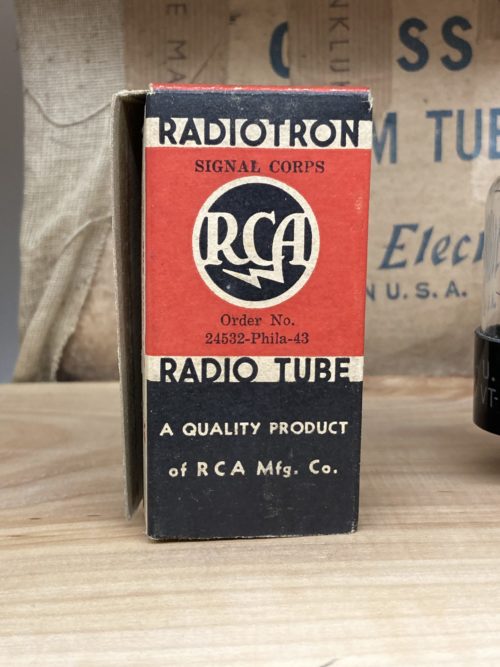 RADIOTRON
SIGNAL CORPS
RCA
Order No.
24532-Phila-43
RADIO TUBE
A QUALITY PRODUCT
of RCA Mfg. Co.
SS
M TUB
Elec
N U. S. A.
VT-